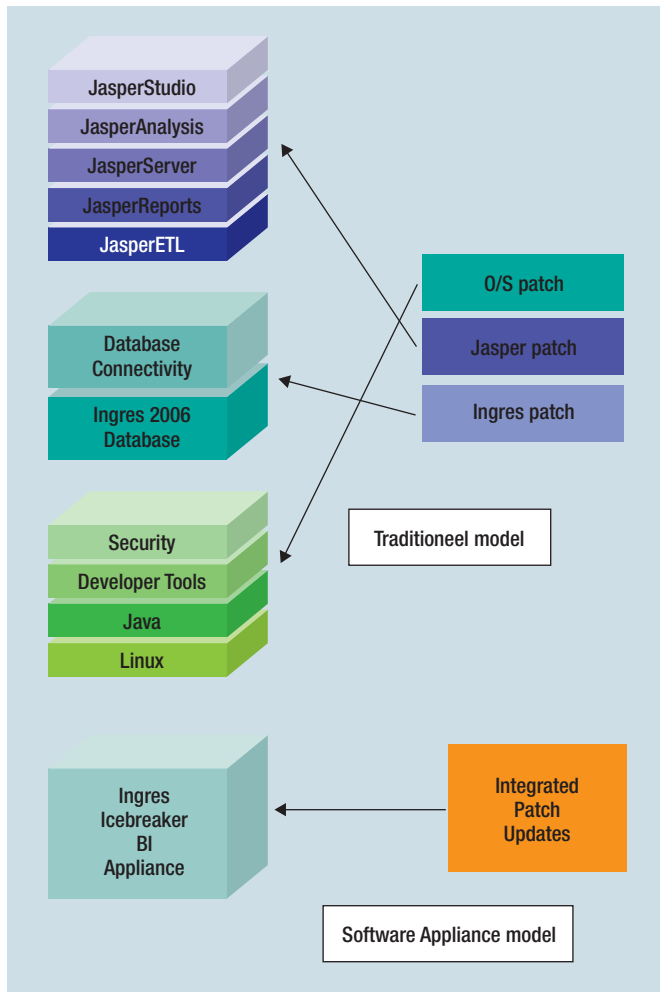 JasperStudio
JasperAnalysis
JasperServer
JasperReports
JasperETL
Database
Connectivity
Ingres 2006
Database
O/S patch
Jasper patch
Ingres patch
Traditioneel model
Security
Developer Tools
Java
Linux
Ingres
Icebreaker
BI
Appliance
Integrated
Patch
Updates
Software Appliance model